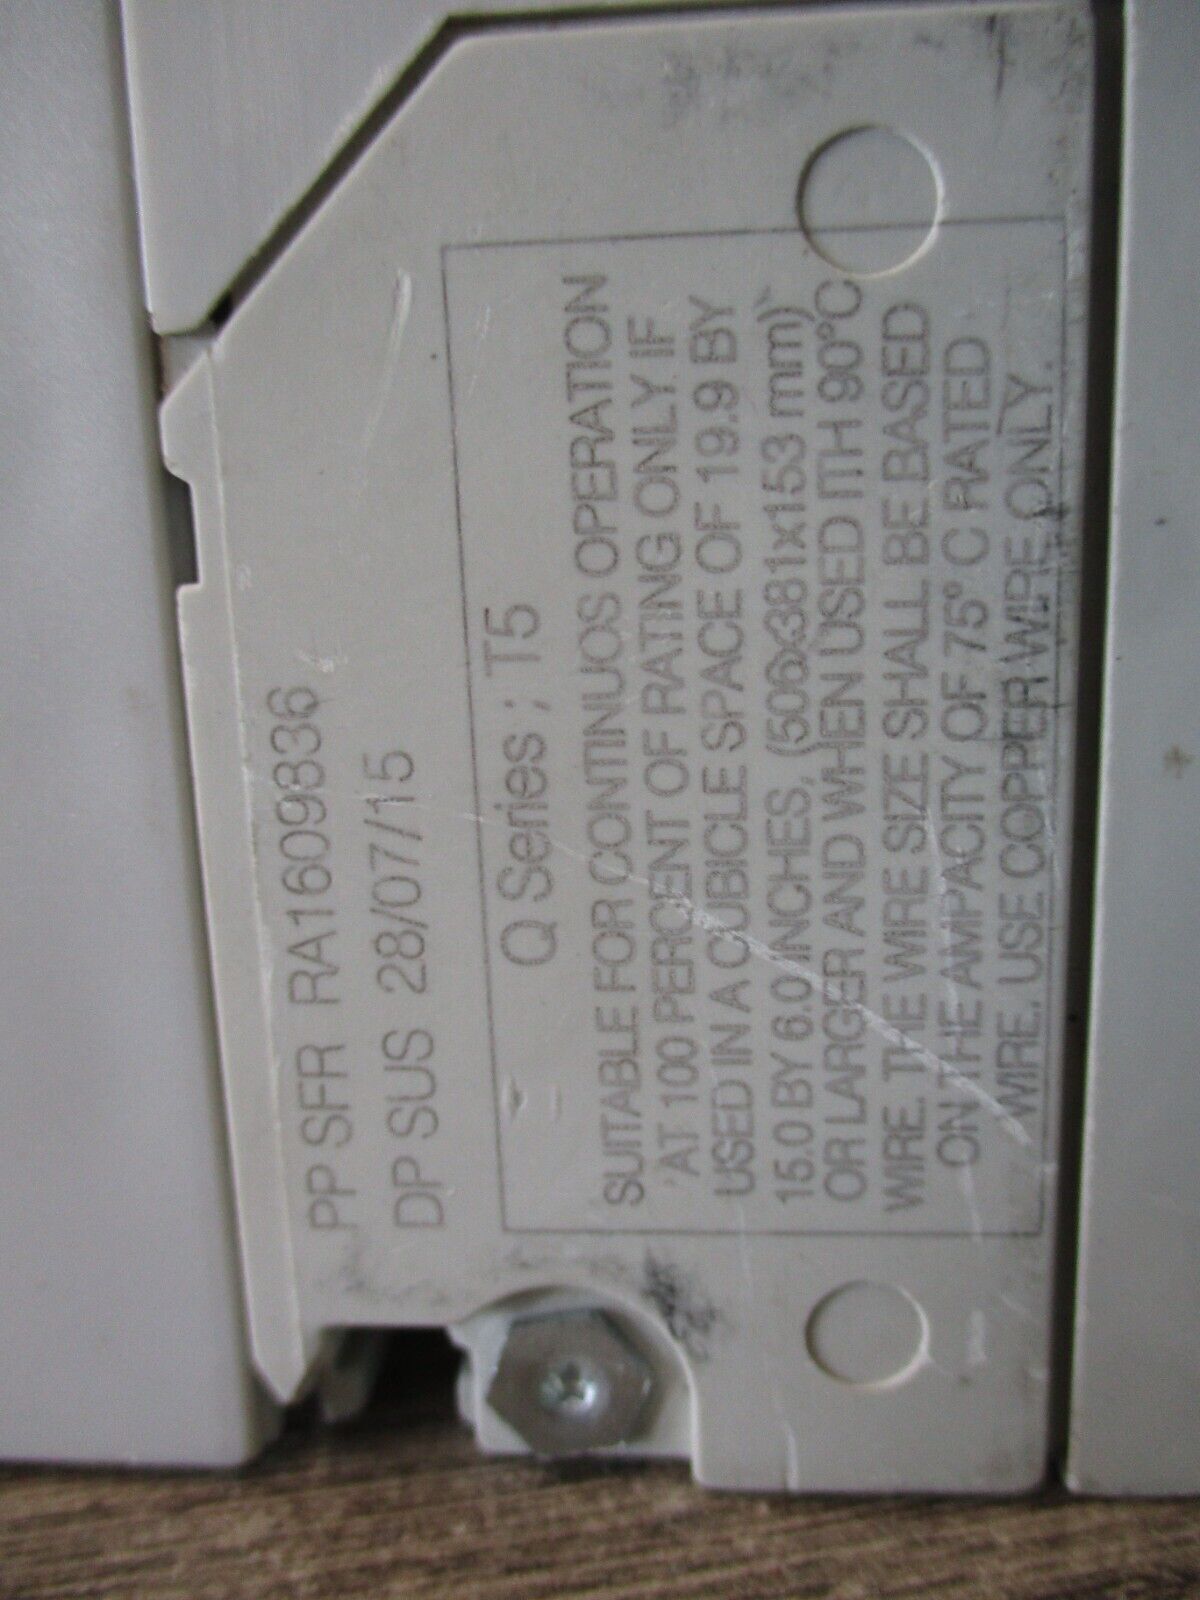 PP SFR RA1609836
DP SUS 28/07/15
Q Series ; T5
SUITABLE FOR CONTINUOS OPERATION
AT 100 PERCENT OF RATING ONLY IF
USED IN A CUBICLE SPACE OF 19.9 BY
15.0 BY 6.0 INCHES, (506x381x153 mm)
OR LARGER AND WHEN USED ITH 90°C
WIRE. THE WIRE SIZE SHALL BE BASED
ON THE AMPACITY OF 75° C RATED
WIRE. USE COPPER WIRE ONLY.